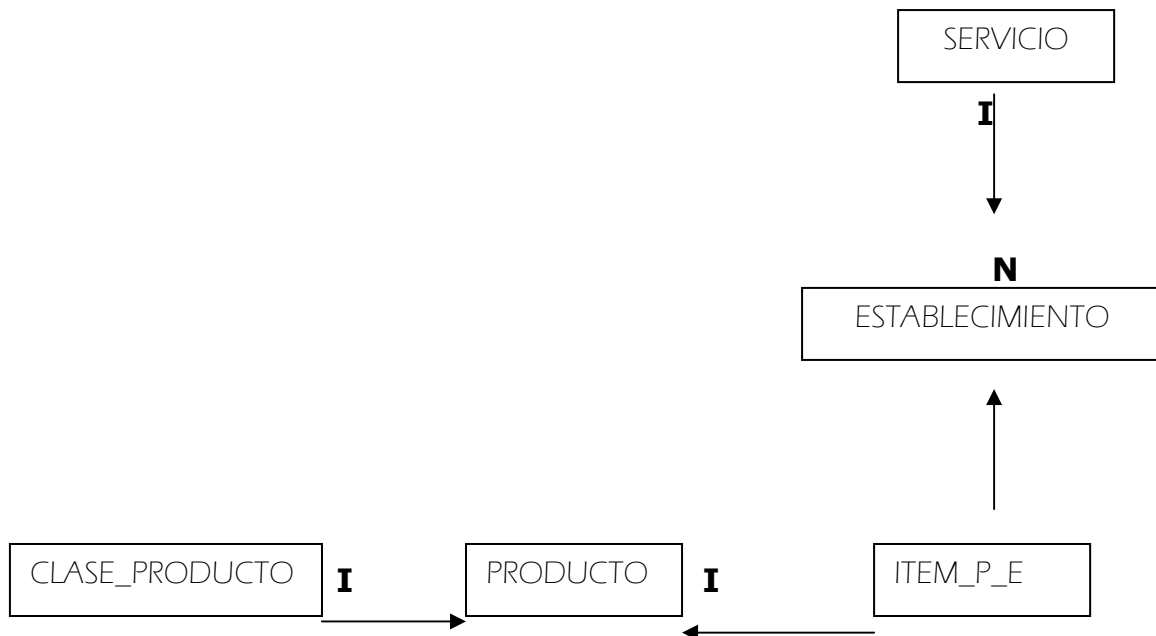 SERVICIO
I
N
ESTABLECIMIENTO
CLASE_PRODUCTO I PRODUCTO I ITEM_P_E